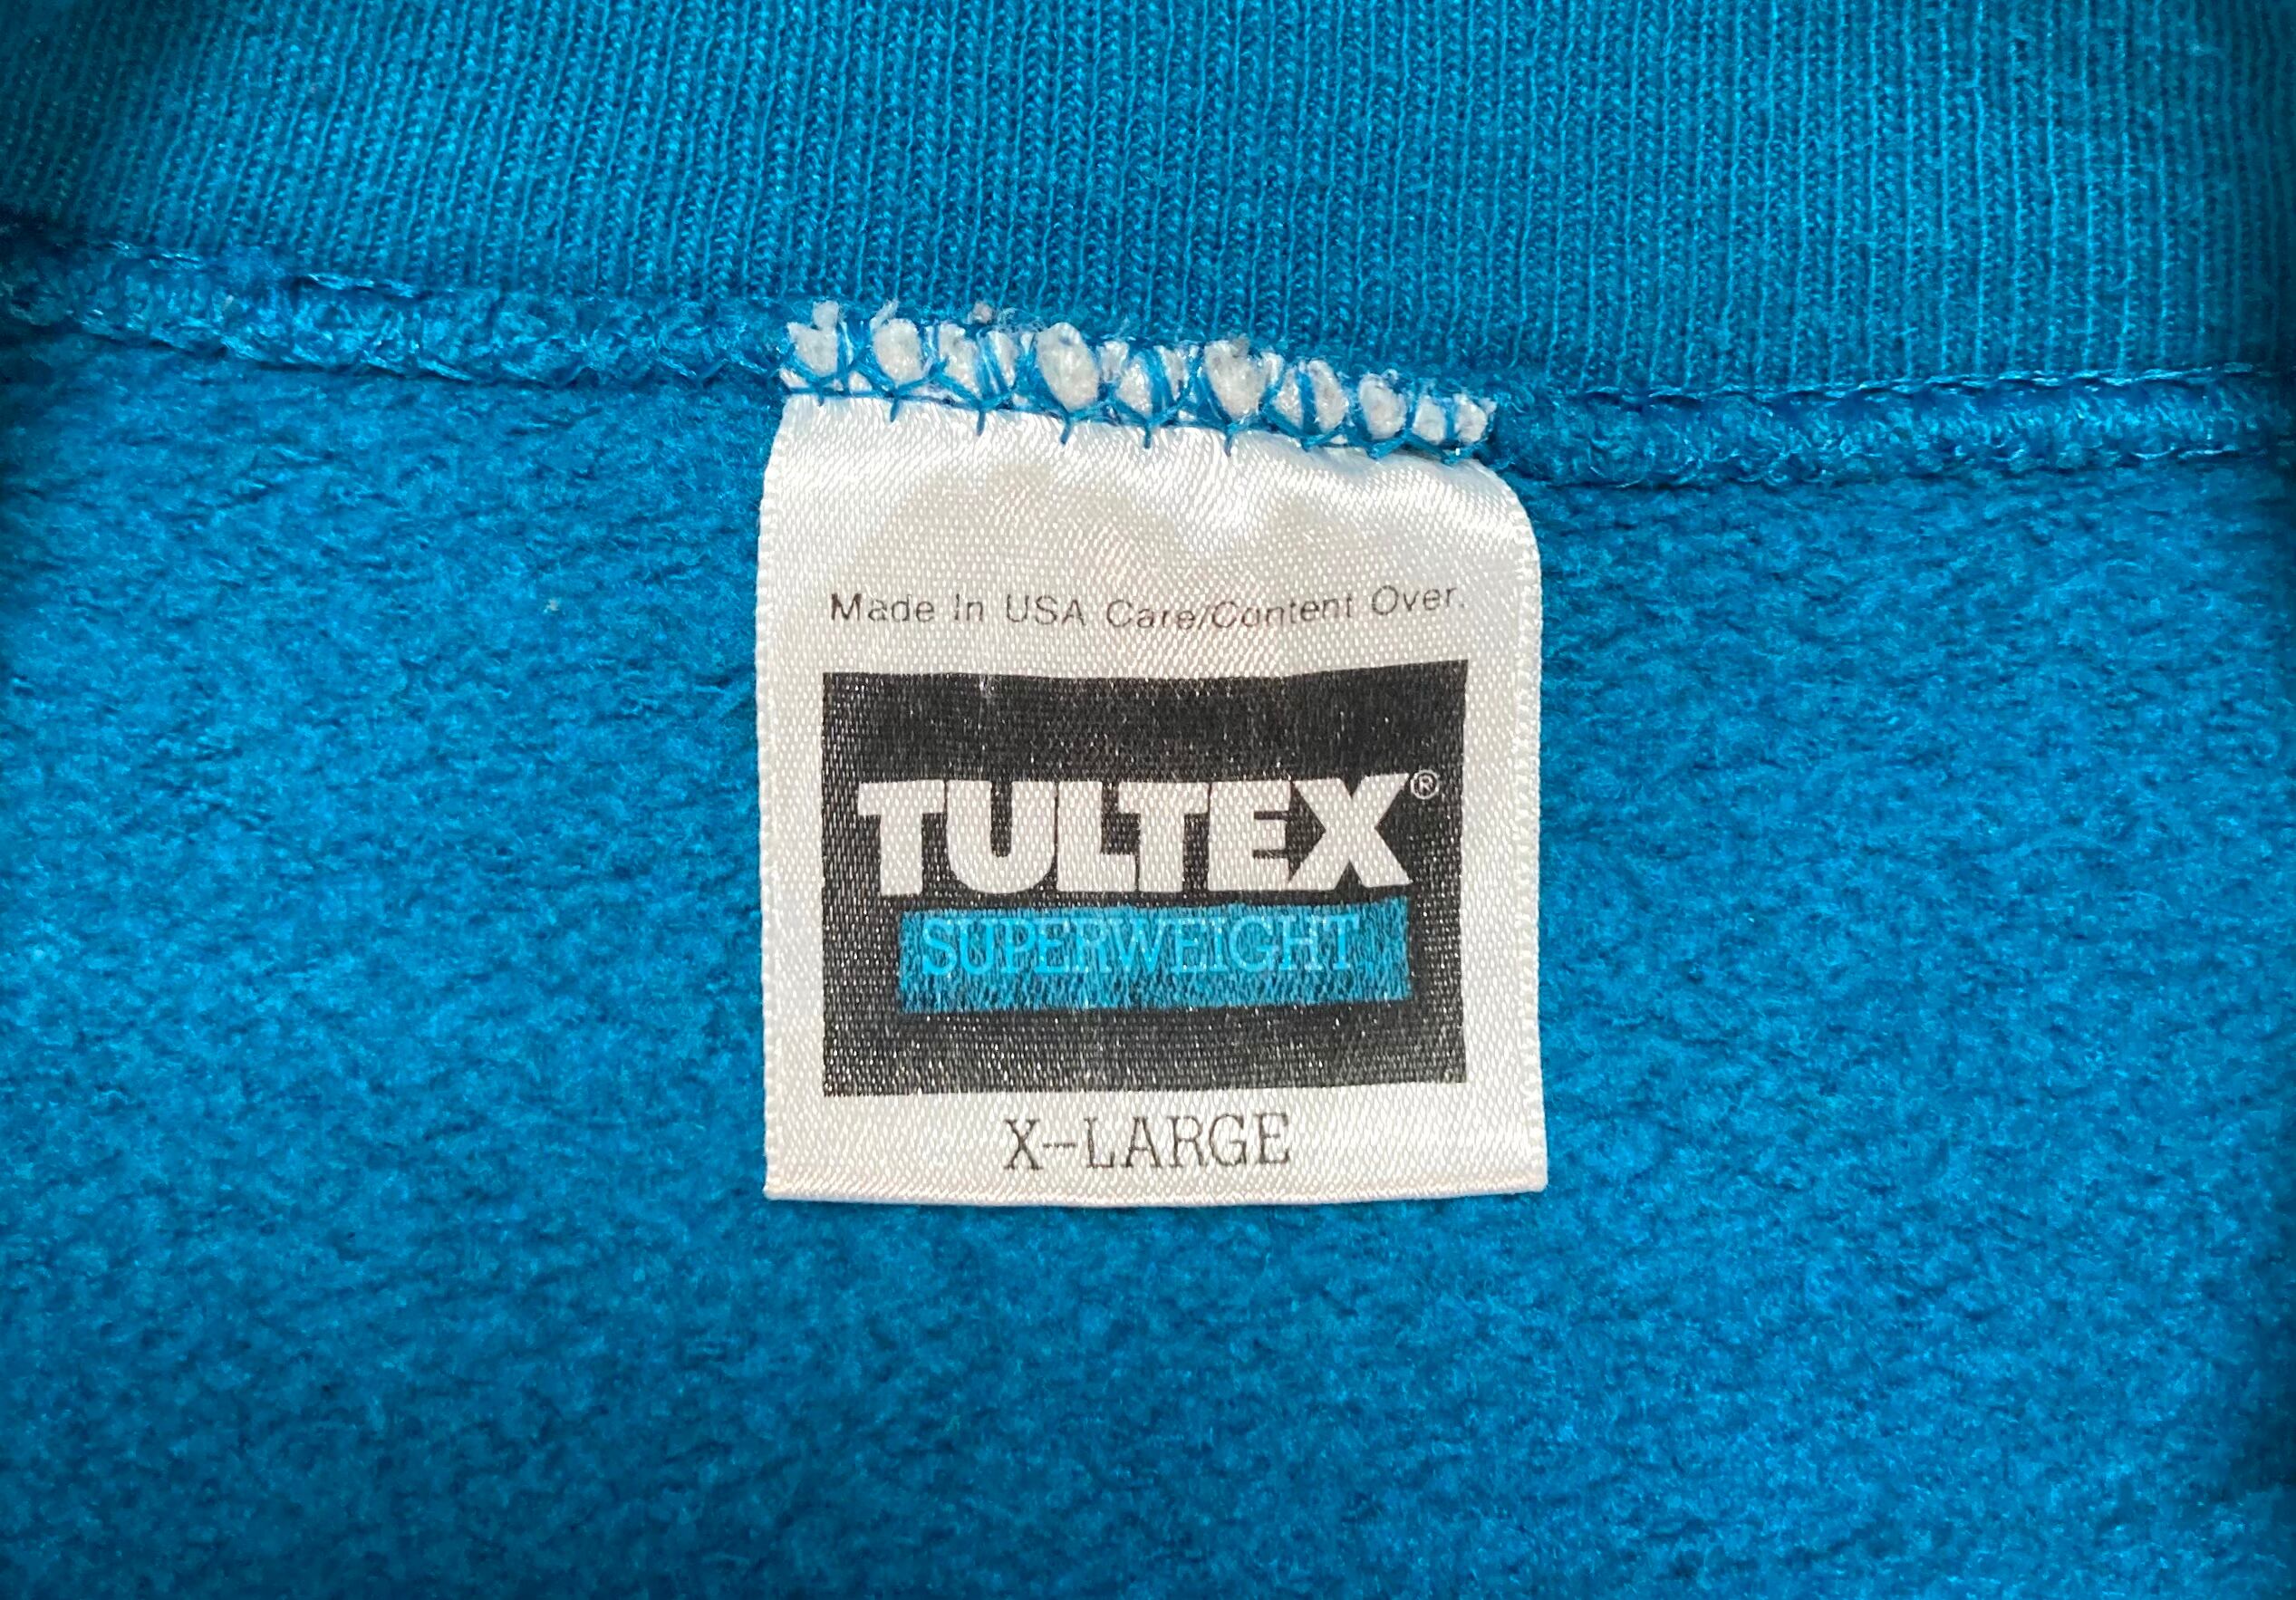 Made In USA Care/Content Over.
TULTEX®
SUPERWEIGHT
X-LARGE